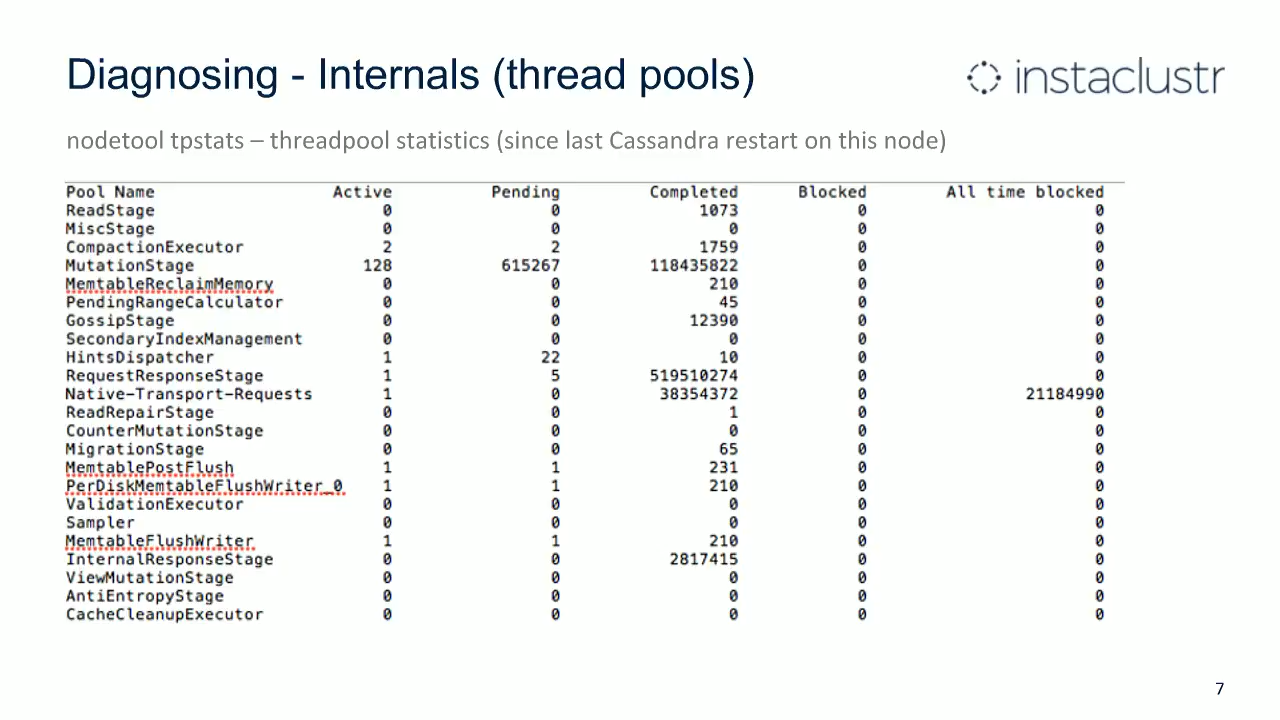 Diagnosing - Internals (thread pools)
instaclustr
nodetool tpstats – threadpool statistics (since last Cassandra restart on this node)
Pool Name Active Pending Completed Blocked All time blocked
ReadStage 0 0 1073 0 0
MiscStage 0 0 0 0 0
CompactionExecutor 2 2 1759 0 0
MutationStage 128 615267 118435822 0 0
MemtableReclaimMemory 0 0 210 0 0
PendingRangeCalculator 0 0 45 0 0
GossipStage 0 0 12390 0 0
SecondaryIndexManagement 0 0 0 0 0
HintsDispatcher 1 22 10 0 0
RequestResponseStage 1 5 519510274 0 0
Native-Transport-Requests 1 0 38354372 0 21184990
ReadRepairStage 0 0 1 0 0
CounterMutationStage 0 0 0 0 0
MigrationStage 0 0 65 0 0
MemtablePostFlush 1 1 231 0 0
PerDiskMemtableFlushWriter_0 1 1 210 0 0
ValidationExecutor 0 0 0 0 0
Sampler 0 0 0 0 0
MemtableFlushWriter 1 1 210 0 0
InternalResponseStage 0 0 2817415 0 0
ViewMutationStage 0 0 0 0 0
AntiEntropyStage 0 0 0 0 0
CacheCleanupExecutor 0 0 0 0 0
7